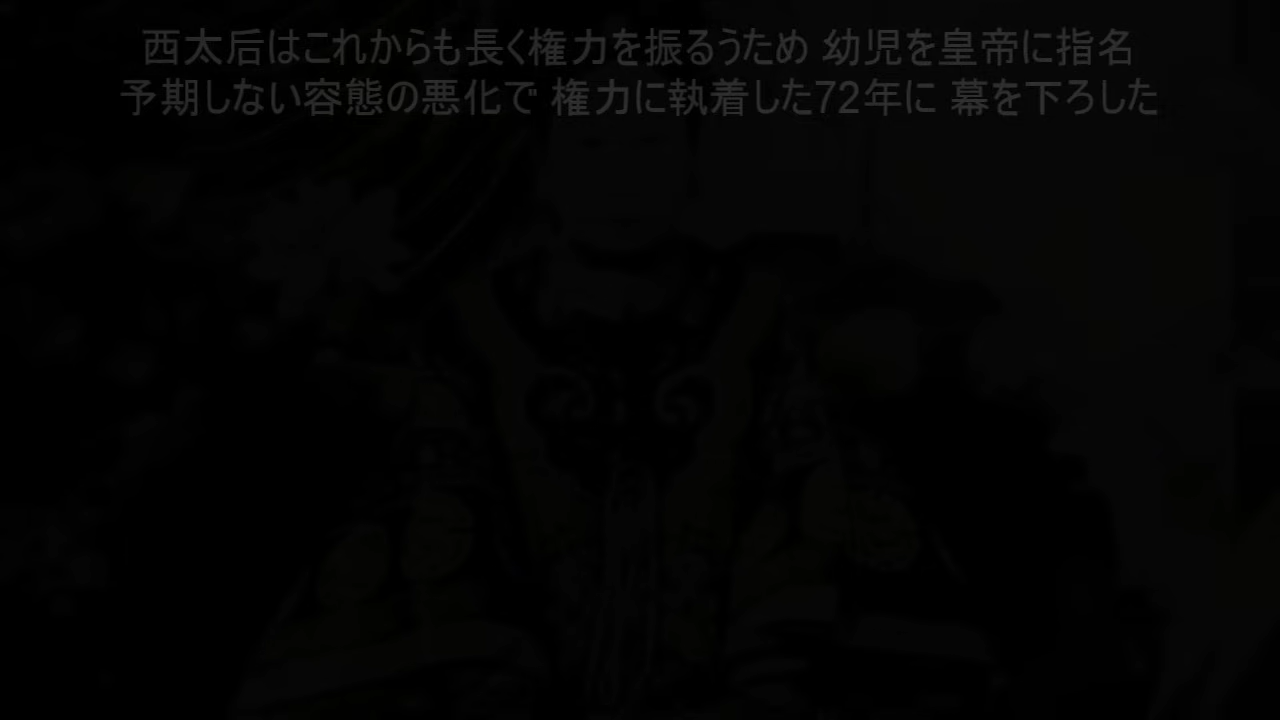 西太后はこれからも長く権力を振るうため 幼児を皇帝に指名
予期しない容態の悪化で 権力に執着した72年に 幕を下ろした